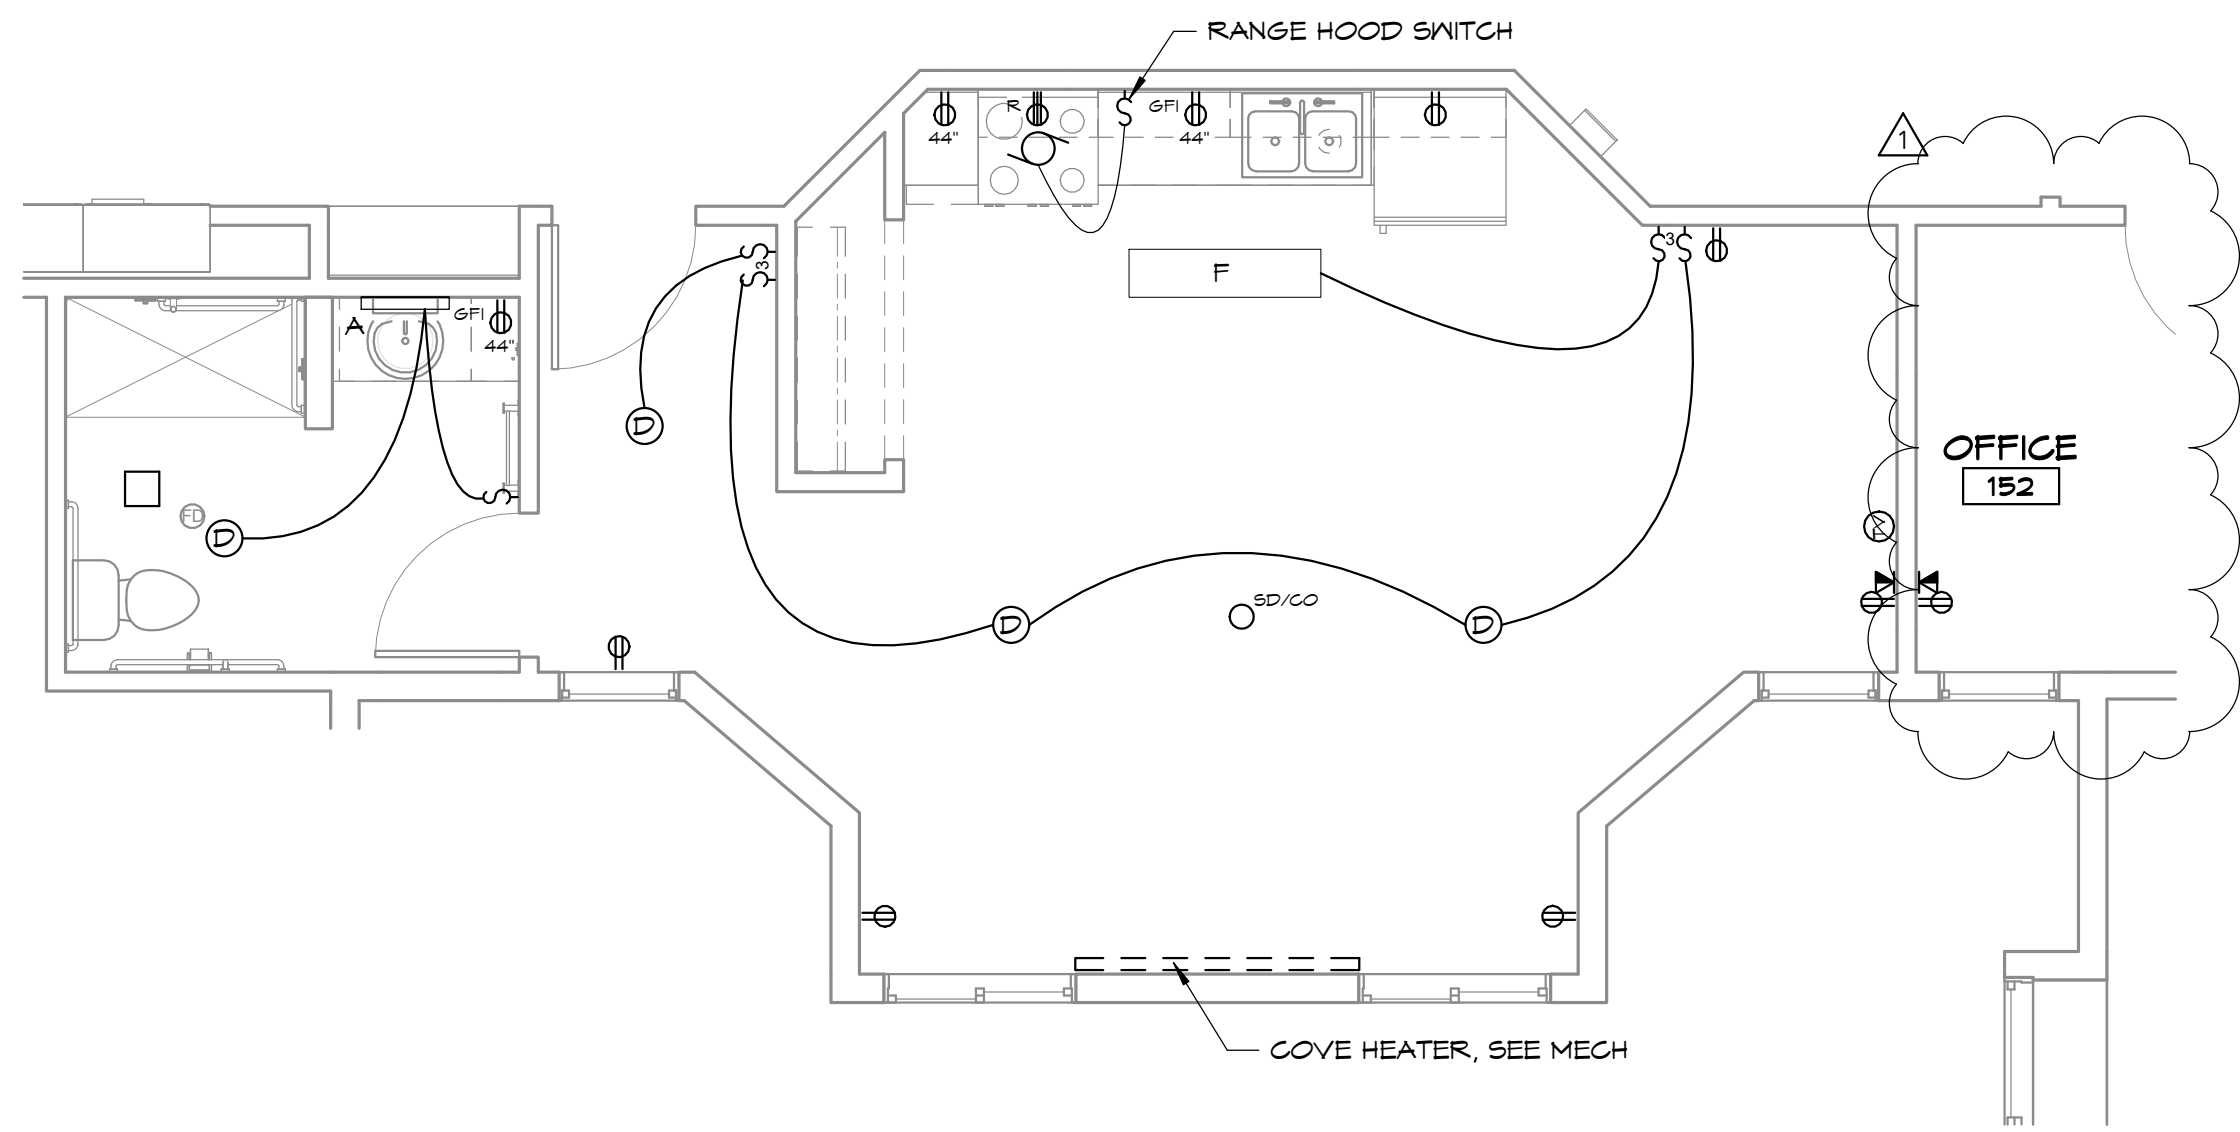 RANGE HOOD SWITCH
R
GFI
44"
44"
1
3
3
F
A
GFI
44"
D
OFFICE
152
FD
D
AF
SD/CO
D
D
COVE HEATER, SEE MECH